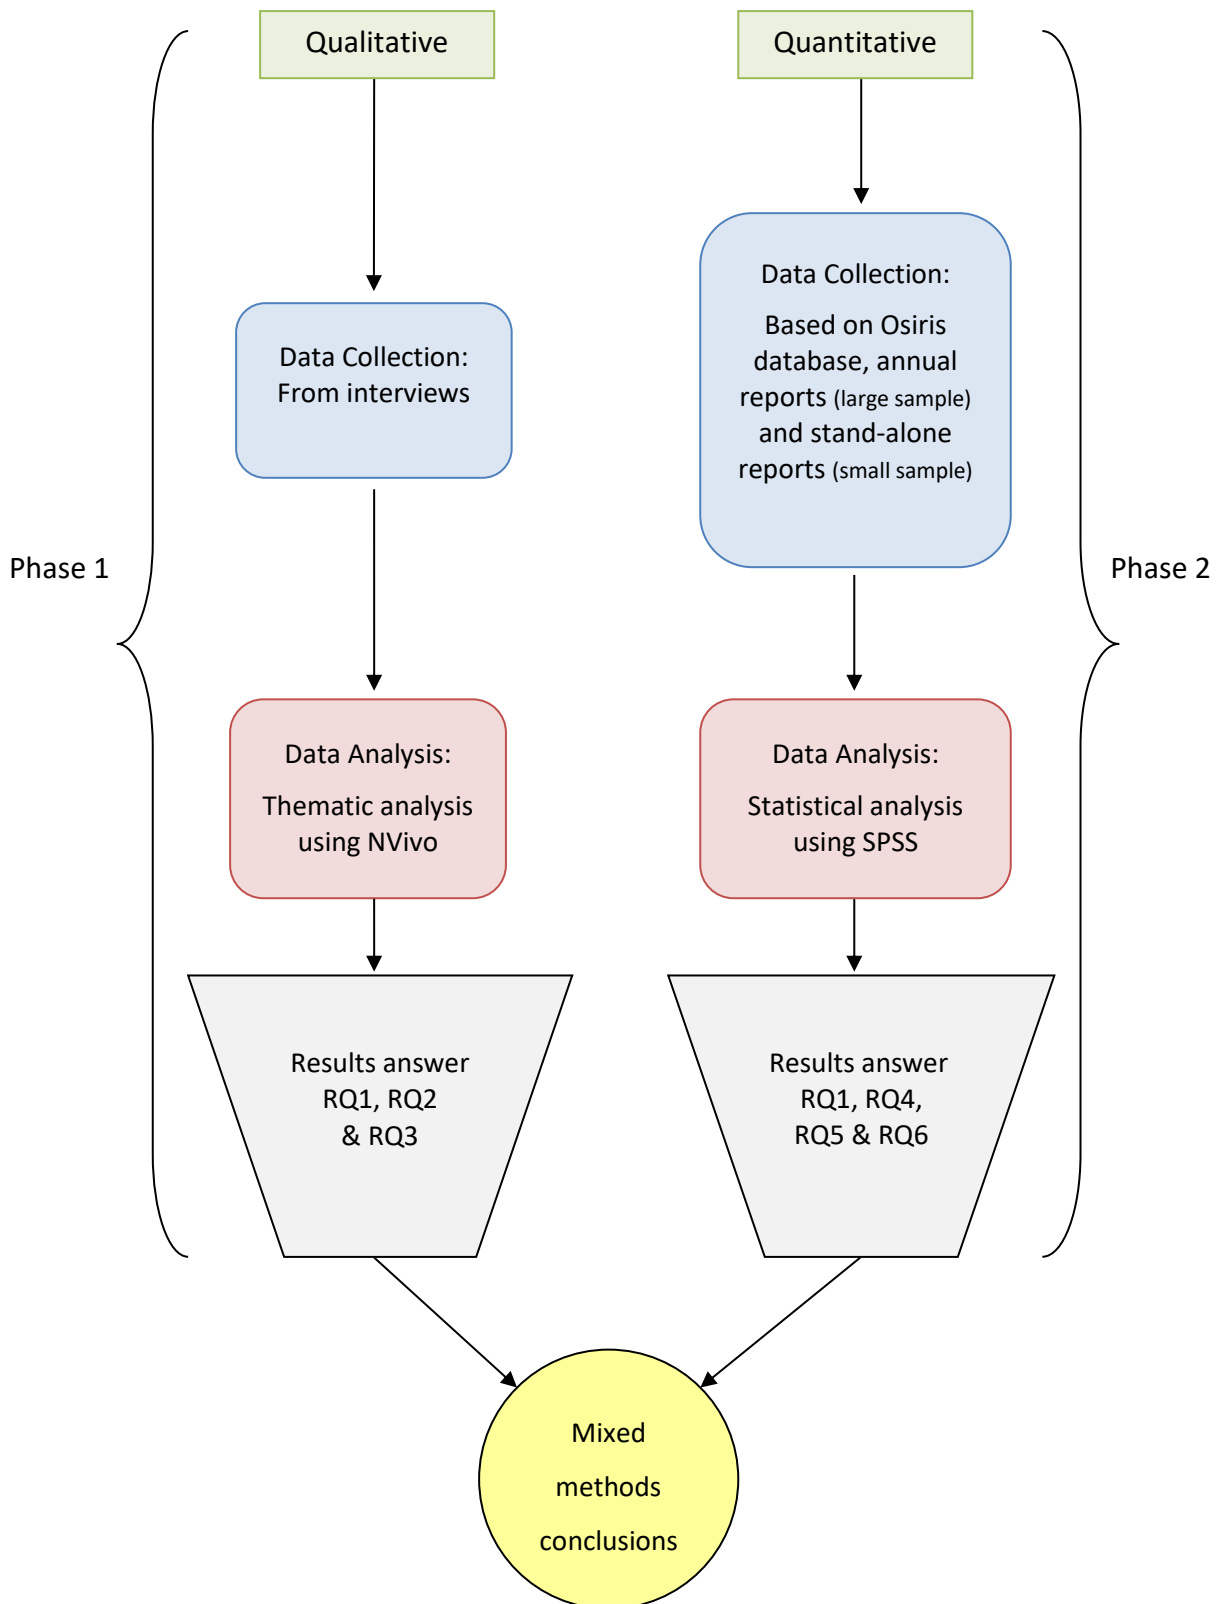 Qualitative
Quantitative
Phase 1
Data Collection:
From interviews
Data Analysis:
Thematic analysis
using NVivo
Results answer
RQ1, RQ2
& RQ3
Data Collection:
Based on Osiris
database, annual
reports (large sample)
and stand-alone
reports (small sample)
Data Analysis:
Statistical analysis
using SPSS
Results answer
RQ1, RQ4,
RQ5 & RQ6
Phase 2
Mixed
methods
conclusions